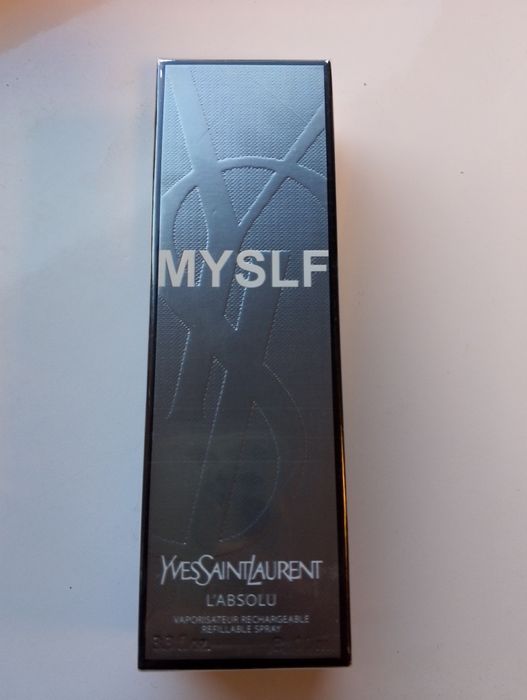 MYSLF
YVESSAINTLAURENT
L'ABSOLU
VAPORISATEUR RECHARGEABLE
REFILLABLE SPRAY